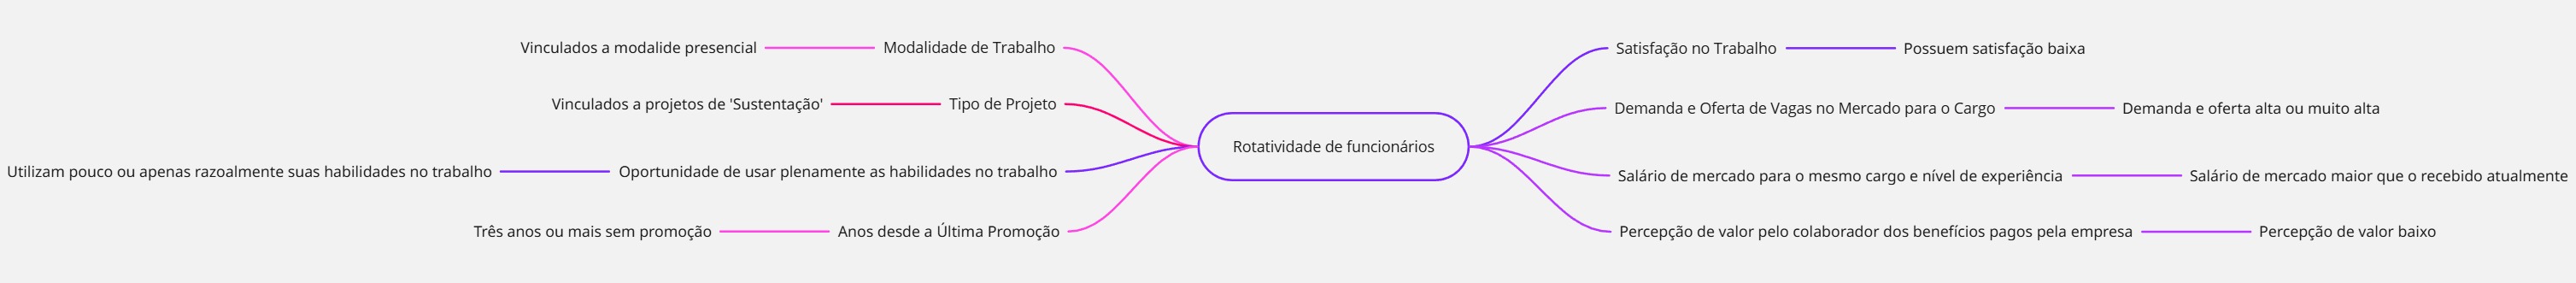 Vinculados a modalide presencial
Modalidade de Trabalho
Vinculados a projetos de 'Sustentação'
Tipo de Projeto
Utilizam pouco ou apenas razoalmente suas habilidades no trabalho
Oportunidade de usar plenamente as habilidades no trabalho
Três anos ou mais sem promoção
Anos desde a Última Promoção
Rotatividade de funcionários
Satisfação no Trabalho
Possuem satisfação baixa
Demanda e Oferta de Vagas no Mercado para o Cargo
Demanda e oferta alta ou muito alta
Salário de mercado para o mesmo cargo e nível de experiência
Salário de mercado maior que o recebido atualmente
Percepção de valor pelo colaborador dos benefícios pagos pela empresa
Percepção de valor baixo